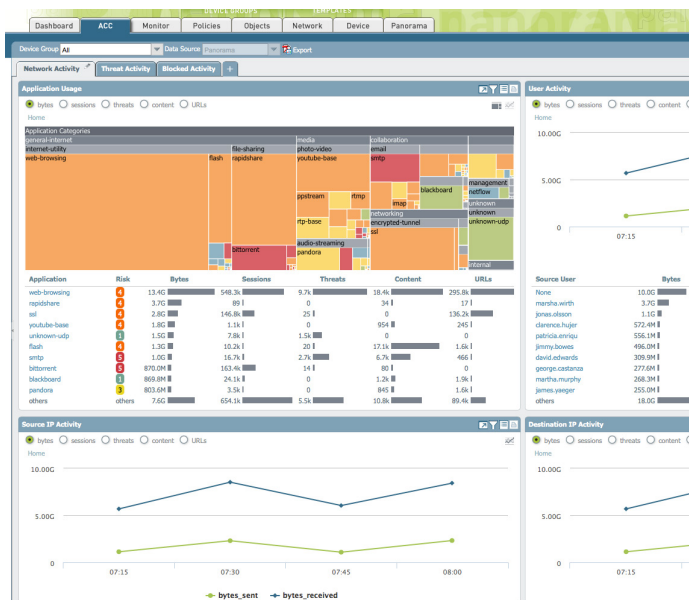 DEVICE GROUPS TEMPLATES
Dashboard ACC Monitor Policies Objects Network Device Panorama
Device Group All Data Source Panorama Export
Network Activity Threat Activity Blocked Activity +
Application Usage
bytes sessions threats content URLs
Home
Application Categories
general-internet media collaboration
internet-utility file-sharing photo-video email
web-browsing flash rapidshare youtube-base smtp
management
blackboard netflow
ppstream rtmp
imap unknown
networking unknown
rtp-base encrypted-tunnel unknown-udp
ssl
audio-streaming
bittorrent pandora
internal
Application Risk Bytes Sessions Threats Content URLs
web-browsing 4 13.4G 548.3k 9.7k 18.4k 295.8k
rapidshare 4 3.7G 89 0 34 17
ssl 4 2.8G 146.8k 25 0 136.2k
youtube-base 4 1.8G 1.1k 0 954 245
unknown-udp 1 1.5G 7.8k 1.5k 0 0
flash 4 1.3G 10.2k 20 17.1k 1.6k
smtp 5 1.0G 16.7k 2.7k 6.7k 466
bittorrent 5 870.0M 163.4k 14 80 0
blackboard 1 869.8M 24.1k 0 1.2k 1.9k
pandora 3 803.6M 3.5k 0 845 1.6k
others others 7.6G 654.1k 5.5k 10.8k 89.4k
User Activity
bytes sessions threats content
Home
10.00G
5.00G
0
07:15
Source User Bytes
None 10.0G
marsha.wirth 3.7G
jonas.olsson 1.1G
clarence.hujer 572.4M
patricia.enriqu 556.1M
jimmy.bowes 496.0M
david.edwards 309.9M
george.castanza 277.6M
martha.murphy 268.3M
james.yaeger 255.0M
others 18.0G
Source IP Activity
bytes sessions threats content URLs
Home
10.00G
5.00G
0
07:15 07:30 07:45 08:00
bytes_sent bytes_received
Destination IP Activity
bytes sessions threats content
Home
10.00G
5.00G
0
07:15